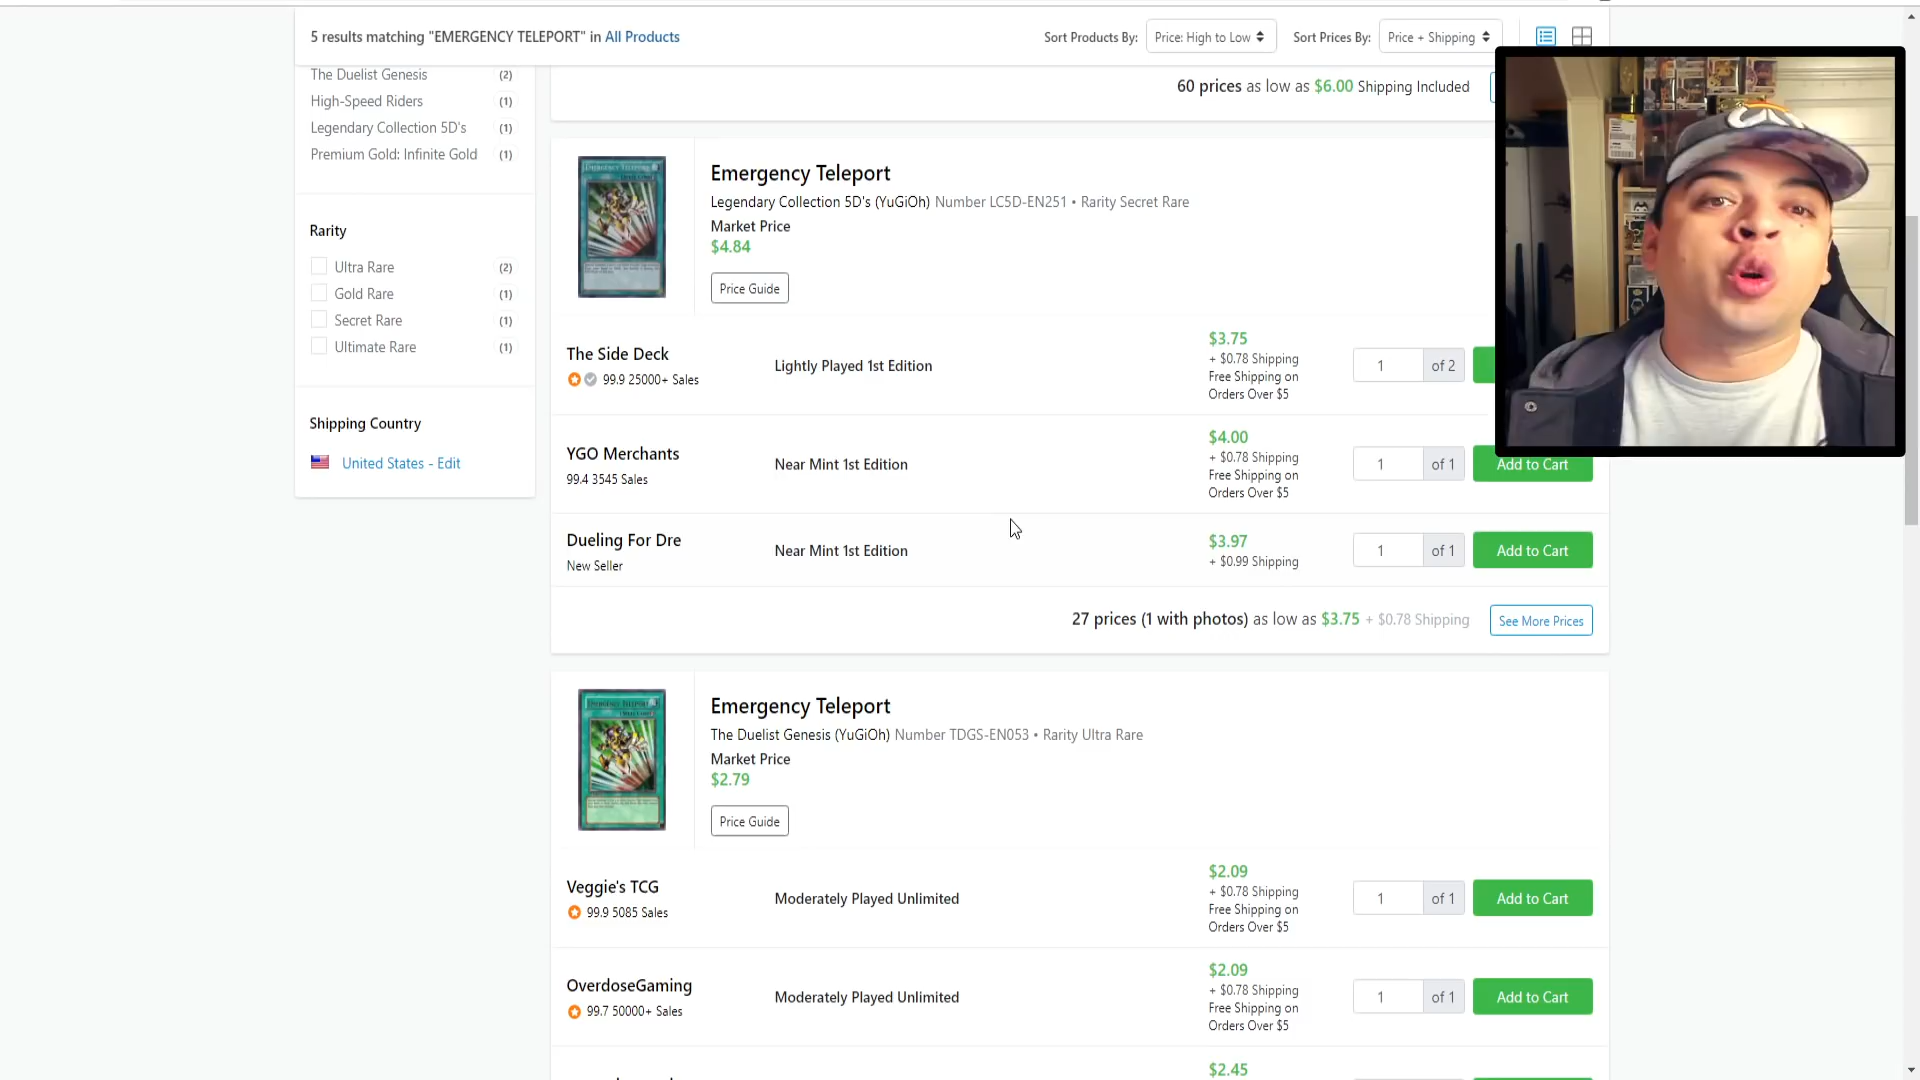 5 results matching "EMERGENCY TELEPORT" in All Products
Sort Products By:
Price: High to Low
Sort Prices By:
Price + Shipping
The Duelist Genesis (2)
High-Speed Riders (1)
Legendary Collection 5D's (1)
Premium Gold: Infinite Gold (1)
Rarity
Ultra Rare (2)
Gold Rare (1)
Secret Rare (1)
Ultimate Rare (1)
Shipping Country
United States - Edit
60 prices as low as $6.00 Shipping Included
Emergency Teleport
Legendary Collection 5D's (YuGiOh) Number LC5D-EN251 • Rarity Secret Rare
Market Price
$4.84
Price Guide
The Side Deck
99.9 25000+ Sales
Lightly Played 1st Edition
$3.75
+ $0.78 Shipping
Free Shipping on
Orders Over $5
1 of 2
YGO Merchants
99.4 3545 Sales
Near Mint 1st Edition
$4.00
+ $0.78 Shipping
Free Shipping on
Orders Over $5
1 of 1
Add to Cart
Dueling For Dre
New Seller
Near Mint 1st Edition
$3.97
+ $0.99 Shipping
1 of 1
Add to Cart
27 prices (1 with photos) as low as $3.75 + $0.78 Shipping
See More Prices
EMERGENCY TELEPORT
Emergency Teleport
The Duelist Genesis (YuGiOh) Number TDGS-EN053 • Rarity Ultra Rare
Market Price
$2.79
Price Guide
Veggie's TCG
99.9 5085 Sales
Moderately Played Unlimited
$2.09
+ $0.78 Shipping
Free Shipping on
Orders Over $5
1 of 1
Add to Cart
OverdoseGaming
99.7 50000+ Sales
Moderately Played Unlimited
$2.09
+ $0.78 Shipping
Free Shipping on
Orders Over $5
1 of 1
Add to Cart
$2.45